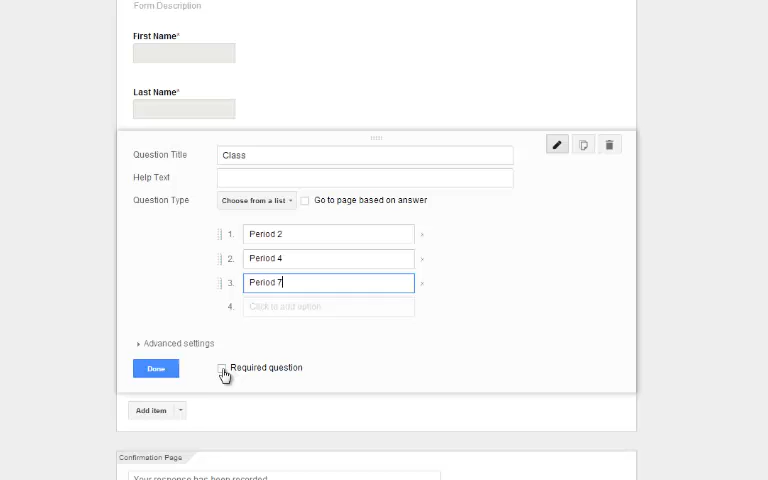 Form Description
First Name*
Last Name*
Question Title Class
Help Text
Question Type Choose from a list Go to page based on answer
1. Period 2
2. Period 4
3. Period 7
4. Click to add option
Advanced settings
Done Required question
Add item
Confirmation Page
Your response has been recorded